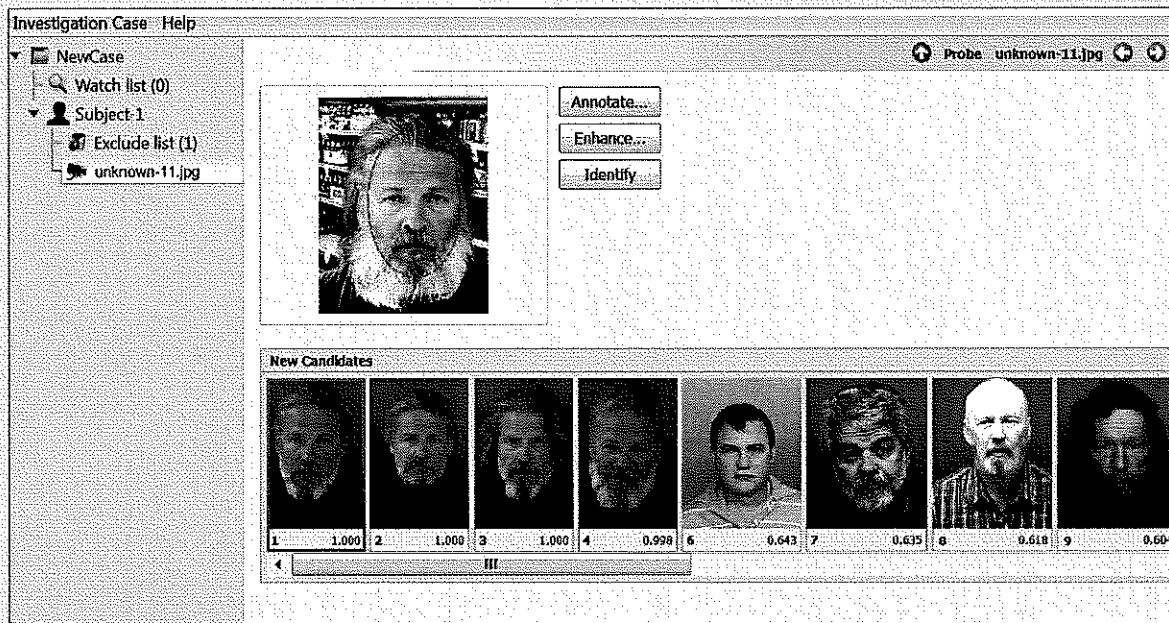 Investigation Case Help
NewCase
Watch list (0)
Subject-1
Exclude list (1)
unknown-11.jpg
Probe unknown-11.jpg
Annotate...
Enhance...
Identify
New Candidates
1 1.000
2 1.000
3 1.000
4 0.998
6 0.643
7 0.635
8 0.618
9 0.604